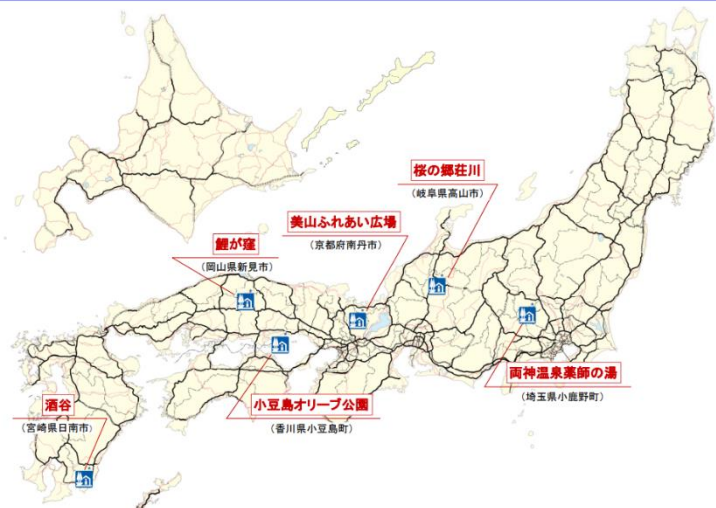 桜の郷荘川
（岐阜県高山市）
美山ふれあい広場
（京都府南丹市）
鯉が窪
（岡山県新見市）
両神温泉薬師の湯
（埼玉県小鹿野町）
酒谷
（宮崎県日南市）
小豆島オリーブ公園
（香川県小豆島町）